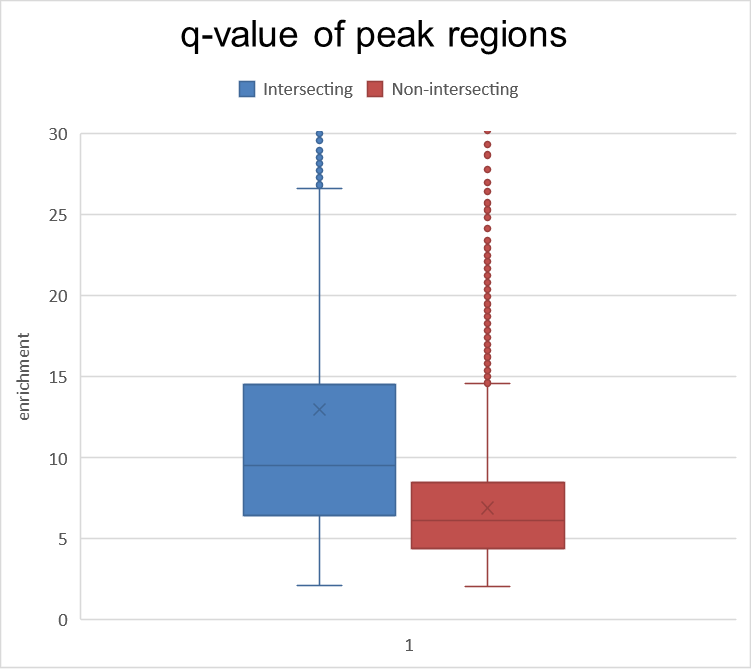 q-value of peak regions
Intersecting Non-intersecting
30
25
20
15
10
5
0
enrichment
1